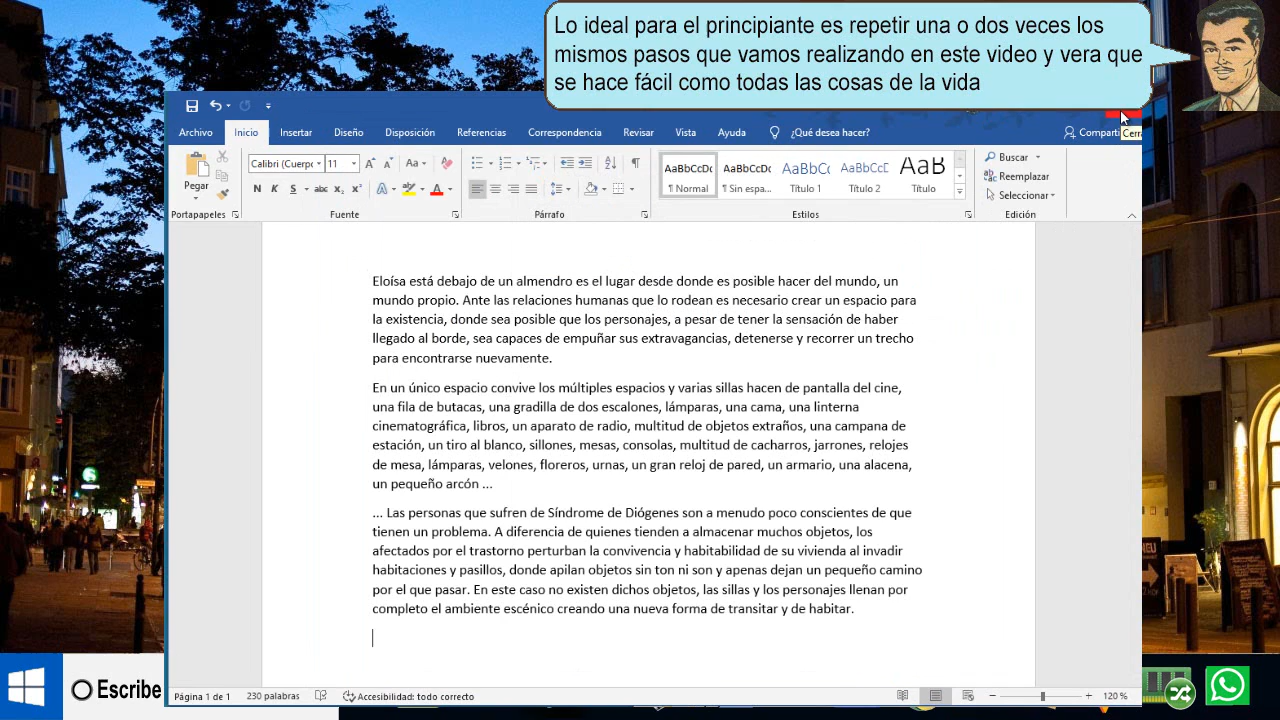 Lo ideal para el principiante es repetir una o dos veces los
mismos pasos que vamos realizando en este video y vera que
se hace fácil como todas las cosas de la vida
Archivo Inicio Insertar Diseño Disposición Referencias Correspondencia Revisar Vista Ayuda ¿Qué desea hacer? Comparti
Cerra
Calibri (Cuerpo 11 Aa
Pegar
N K S abc x₂ x² A A
AaBbCcDc AaBbCcDc AaBbCc AaBbCcD AaB
¶ Normal ¶ Sin espa... Título 1 Título 2 Título
Buscar
Reemplazar
Seleccionar
Portapapeles Fuente Párrafo Estilos Edición
Eloísa está debajo de un almendro es el lugar desde donde es posible hacer del mundo, un
mundo propio. Ante las relaciones humanas que lo rodean es necesario crear un espacio para
la existencia, donde sea posible que los personajes, a pesar de tener la sensación de haber
llegado al borde, sea capaces de empuñar sus extravagancias, detenerse y recorrer un trecho
para encontrarse nuevamente.
En un único espacio convive los múltiples espacios y varias sillas hacen de pantalla del cine,
una fila de butacas, una gradilla de dos escalones, lámparas, una cama, una linterna
cinematográfica, libros, un aparato de radio, multitud de objetos extraños, una campana de
estación, un tiro al blanco, sillones, mesas, consolas, multitud de cacharros, jarrones, relojes
de mesa, lámparas, velones, floreros, urnas, un gran reloj de pared, un armario, una alacena,
un pequeño arcón ...
... Las personas que sufren de Síndrome de Diógenes son a menudo poco conscientes de que
tienen un problema. A diferencia de quienes tienden a almacenar muchos objetos, los
afectados por el trastorno perturban la convivencia y habitabilidad de su vivienda al invadir
habitaciones y pasillos, donde apilan objetos sin ton ni son y apenas dejan un pequeño camino
por el que pasar. En este caso no existen dichos objetos, las sillas y los personajes llenan por
completo el ambiente escénico creando una nueva forma de transitar y de habitar.
Página 1 de 1 230 palabras Accesibilidad: todo correcto 120 %
Escribe